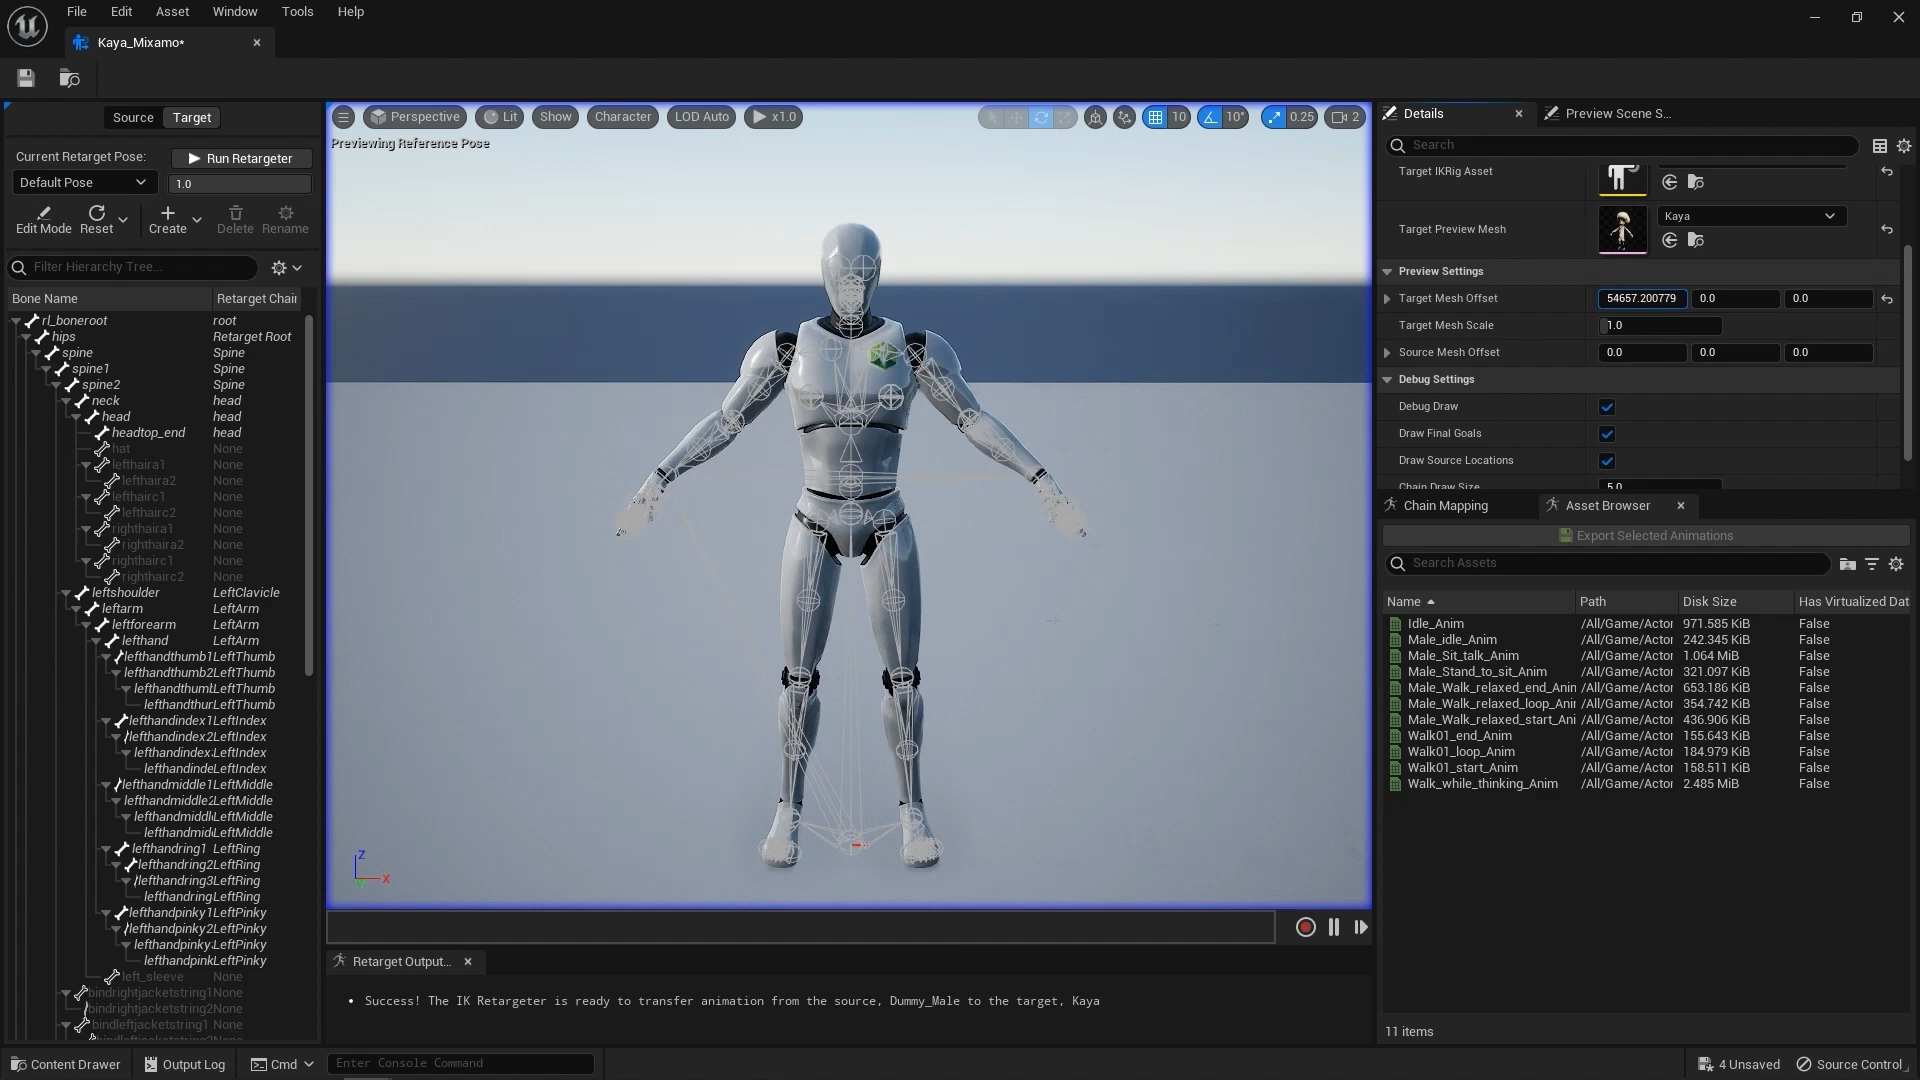 File Edit Asset Window Tools Help
Kaya_Mixamo*
Source Target
Current Retarget Pose:
Run Retargeter
Default Pose
1.0
Edit Mode Reset Create Delete Rename
Filter Hierarchy Tree...
Bone Name Retarget Chai
rl_boneroot root
hips Retarget Root
spine Spine
spine1 Spine
spine2 Spine
neck head
head head
headtop_end head
hat None
lefthaira1 None
lefthaira2 None
lefthairc1 None
lefthairc2 None
righthaira1 None
righthaira2 None
righthairc1 None
righthairc2 None
leftshoulder LeftClavicle
leftarm LeftArm
leftforearm LeftArm
lefthand LeftArm
lefthandthumb1 LeftThumb
lefthandthumb2 LeftThumb
lefthandthuml LeftThumb
lefthandthur LeftThumb
lefthandindex1 LeftIndex
lefthandindex2 LeftIndex
lefthandindex LeftIndex
lefthandinde LeftIndex
lefthandmiddle1 LeftMiddle
lefthandmiddle2 LeftMiddle
lefthandmiddl LeftMiddle
lefthandmid LeftMiddle
lefthandring1 LeftRing
lefthandring2 LeftRing
lefthandring3 LeftRing
lefthandring LeftRing
lefthandpinky1 LeftPinky
lefthandpinky2 LeftPinky
lefthandpinky LeftPinky
lefthandpink LeftPinky
left_sleeve None
bindrightjacketstring1 None
bindrightjacketstring2 None
bindleftjacketstring1 None
Perspective Lit Show Character LOD Auto x1.0 10 10° 0.25 2
Previewing Reference Pose
Z
X
Retarget Output...
Success! The IK Retargeter is ready to transfer animation from the source, Dummy_Male to the target, Kaya
Details Preview Scene S...
Search
Target IKRig Asset
Target Preview Mesh
Kaya
Preview Settings
Target Mesh Offset 54657.200779 0.0 0.0
Target Mesh Scale 1.0
Source Mesh Offset 0.0 0.0 0.0
Debug Settings
Debug Draw
Draw Final Goals
Draw Source Locations
Chain Draw Size 5.0
Chain Mapping Asset Browser
Export Selected Animations
Search Assets
Name Path Disk Size Has Virtualized Dat
Idle_Anim /All/Game/Actor 971.585 KiB False
Male_idle_Anim /All/Game/Actor 242.345 KiB False
Male_Sit_talk_Anim /All/Game/Actor 1.064 MiB False
Male_Stand_to_sit_Anim /All/Game/Actor 321.097 KiB False
Male_Walk_relaxed_end_Anin /All/Game/Actor 653.186 KiB False
Male_Walk_relaxed_loop_Anir /All/Game/Actor 354.742 KiB False
Male_Walk_relaxed_start_Ani /All/Game/Actor 436.906 KiB False
Walk01_end_Anim /All/Game/Actor 155.643 KiB False
Walk01_loop_Anim /All/Game/Actor 184.979 KiB False
Walk01_start_Anim /All/Game/Actor 158.511 KiB False
Walk_while_thinking_Anim /All/Game/Actor 2.485 MiB False
11 items
Content Drawer Output Log Cmd Enter Console Command 4 Unsaved Source Control